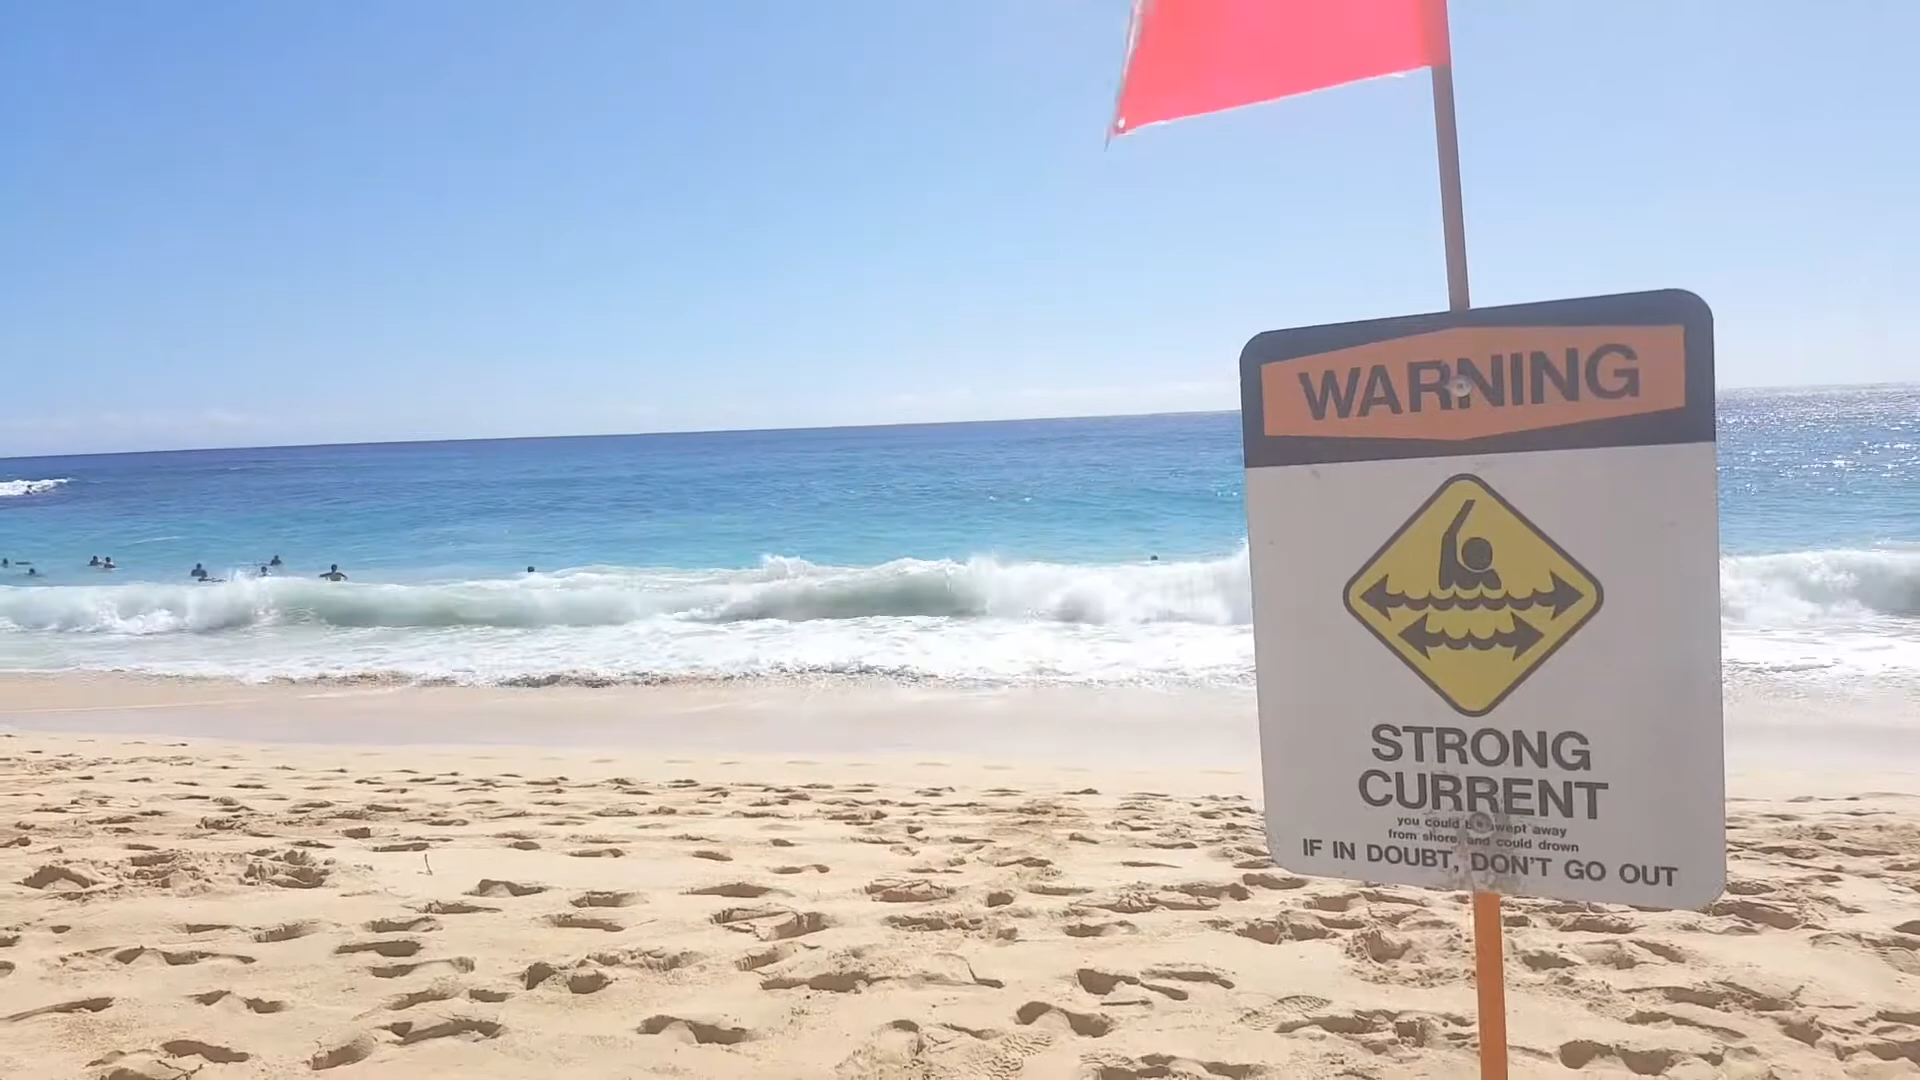 WARNING
STRONG
CURRENT
you could be swept away
from shore and could drown
IF IN DOUBT, DON'T GO OUT